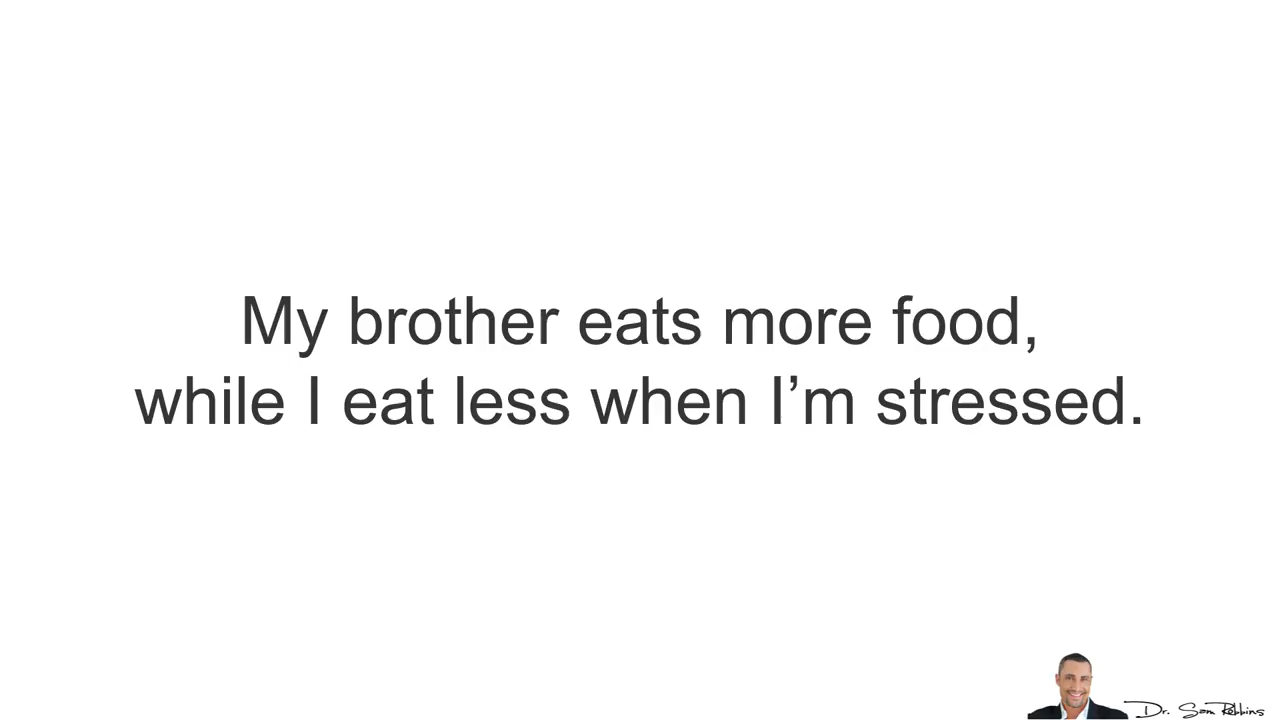 My brother eats more food,
while I eat less when I’m stressed.
Dr. Sam Robbins